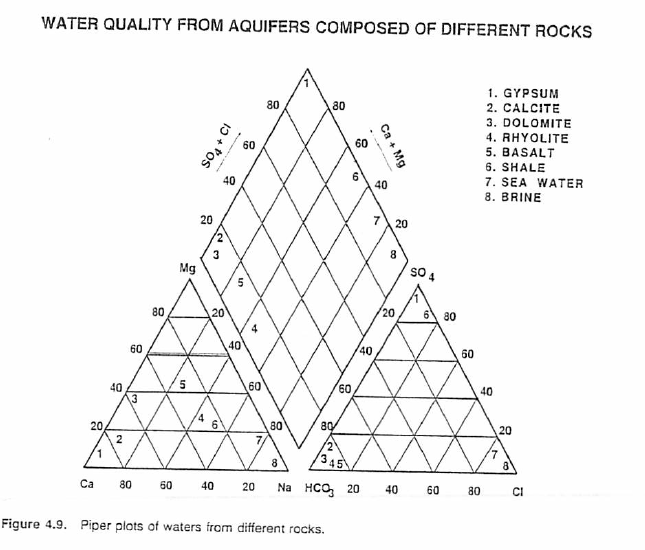 WATER QUALITY FROM AQUIFERS COMPOSED OF DIFFERENT ROCKS
1. GYPSUM
2. CALCITE
3. DOLOMITE
4. RHYOLITE
5. BASALT
6. SHALE
7. SEA WATER
8. BRINE
1
80 80
SO4 + Cl
Ca + Mg
60 60
6
40 40
20 7 20
2
3 8
5
4
Mg
80 20
60 40
40 5 60
3
4 6
20 2 7 80
1 8
Ca 80 60 40 20 Na
SO4
1
20 6 80
40 60
60 40
80 20
2 7
3 4 5 8
HCO3 20 40 60 80 Cl
Figure 4.9. Piper plots of waters from different rocks.